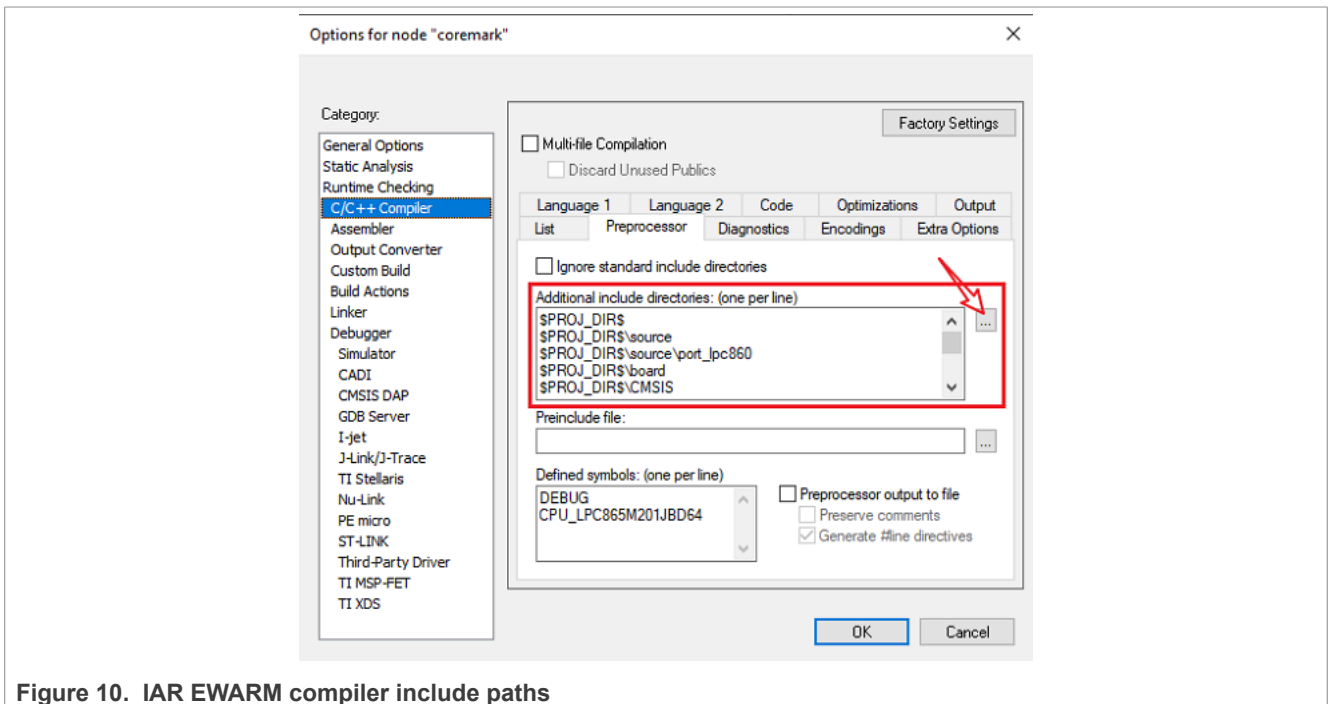 Options for node "coremark"
Category:
General Options
Static Analysis
Runtime Checking
C/C++ Compiler
Assembler
Output Converter
Custom Build
Build Actions
Linker
Debugger
Simulator
CADI
CMSIS DAP
GDB Server
I-jet
J-Link/J-Trace
TI Stellaris
Nu-Link
PE micro
ST-LINK
Third-Party Driver
TI MSP-FET
TI XDS
Factory Settings
Multi-file Compilation
Discard Unused Publics
Language 1 Language 2 Code Optimizations Output
List Preprocessor Diagnostics Encodings Extra Options
Ignore standard include directories
Additional include directories: (one per line)
$PROJ_DIR$
$PROJ_DIR$\source
$PROJ_DIR$\source\port_lpc860
$PROJ_DIR$\board
$PROJ_DIR$\CMSIS
...
Preinclude file:
...
Defined symbols: (one per line)
DEBUG
CPU_LPC865M201JBD64
Preprocessor output to file
Preserve comments
Generate #line directives
OK Cancel
Figure 10. IAR EWARM compiler include paths